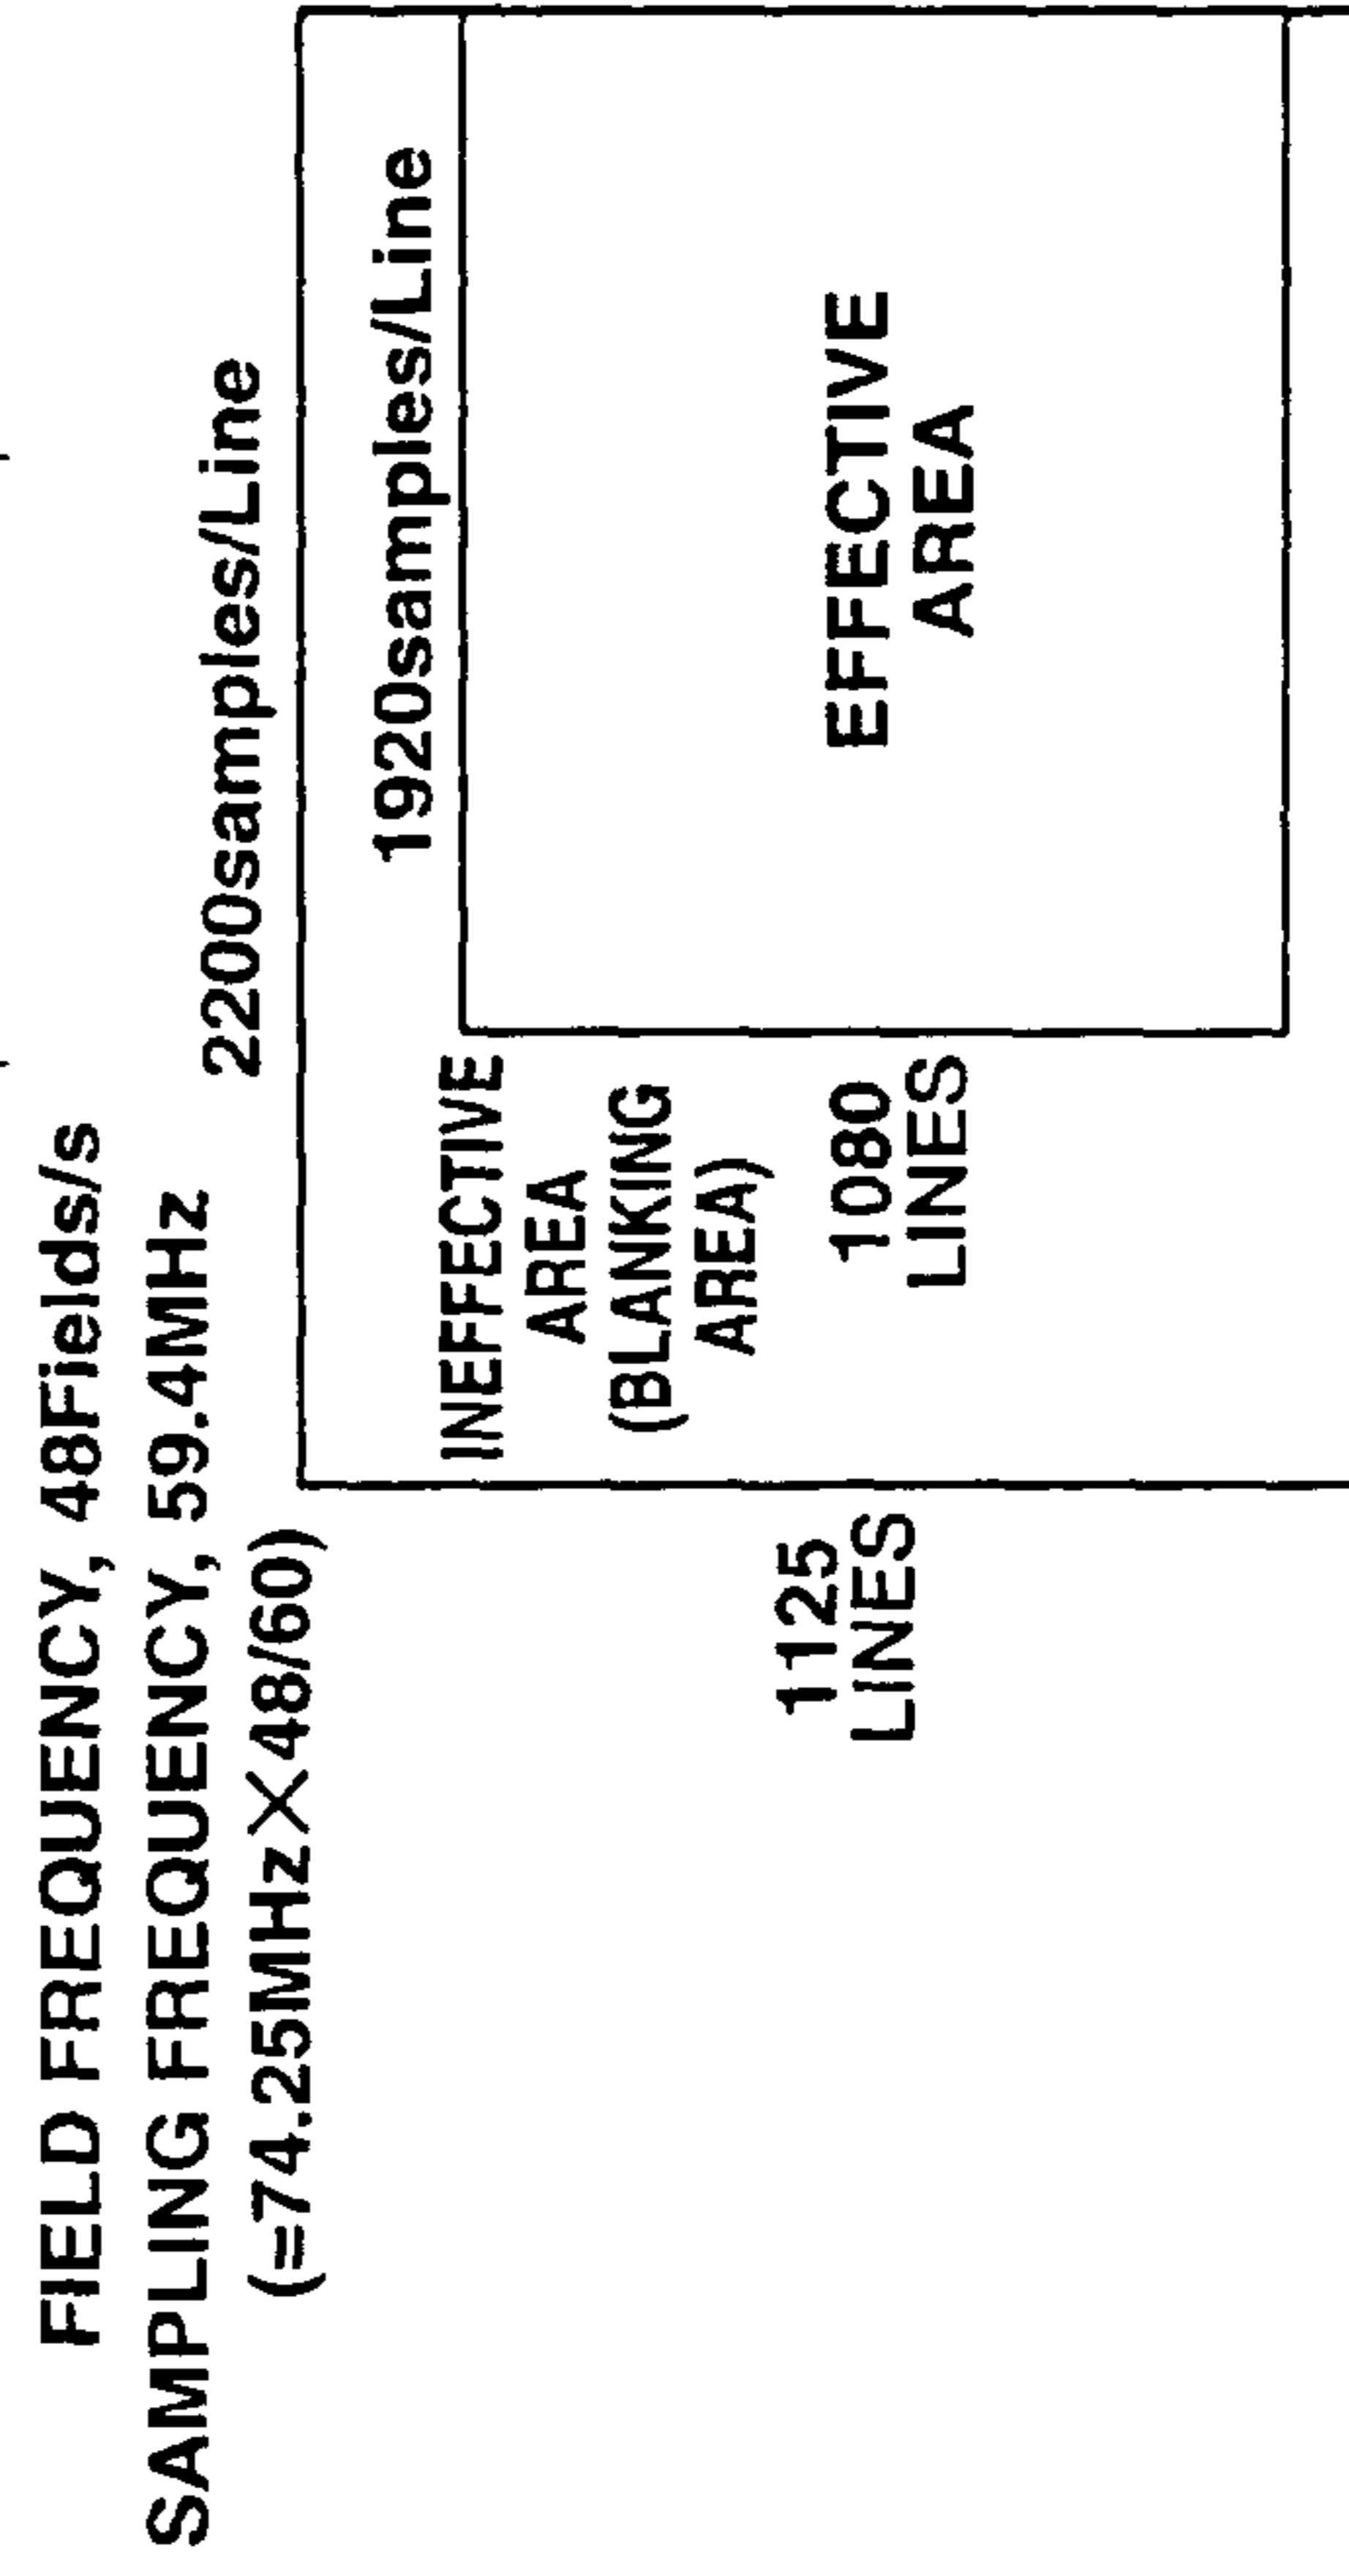 FIELD FREQUENCY, 48Fields/s
SAMPLING FREQUENCY, 59.4MHz
(=74.25MHz×48/60)
2200samples/Line
1920samples/Line
INEFFECTIVE
AREA
(BLANKING
AREA)
1125
LINES
1080
LINES
EFFECTIVE
AREA